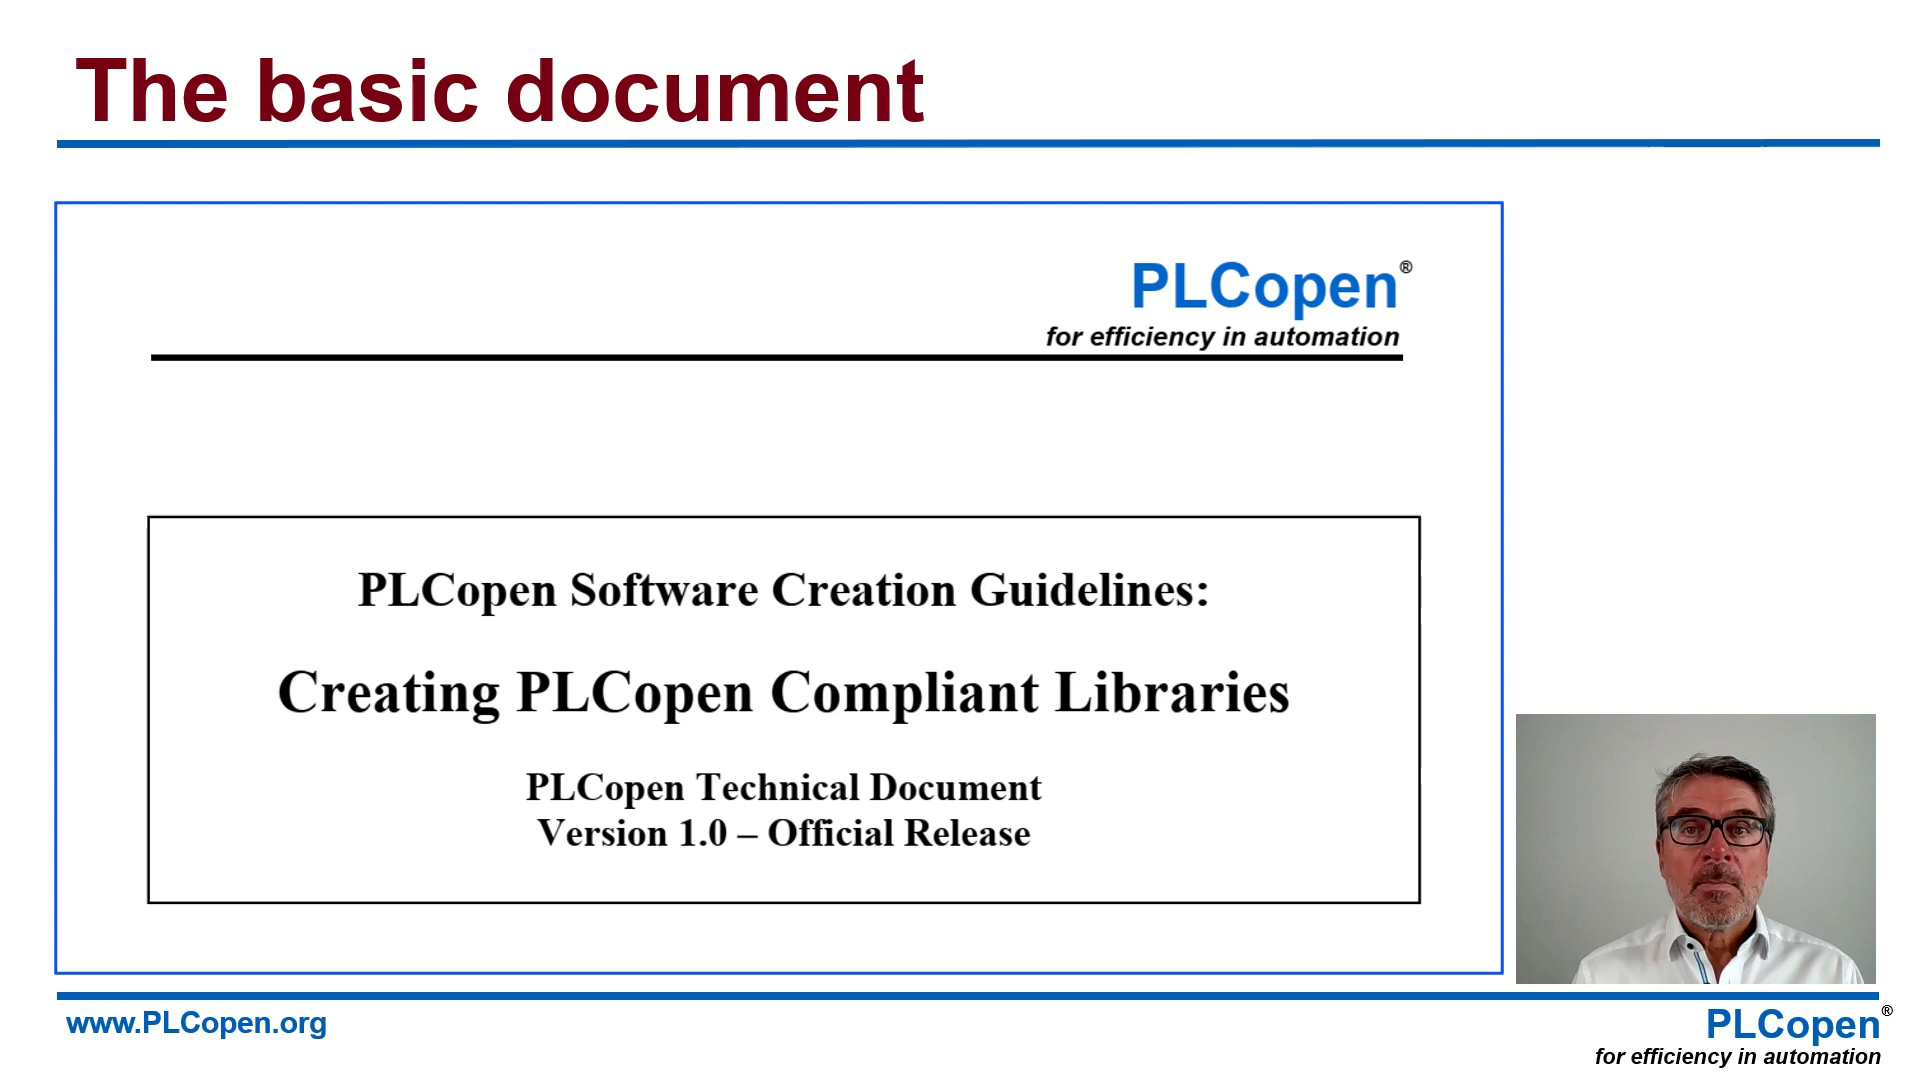 The basic document
PLCopen®
for efficiency in automation
PLCopen Software Creation Guidelines:
Creating PLCopen Compliant Libraries
PLCopen Technical Document
Version 1.0 – Official Release
www.PLCopen.org
PLCopen®
for efficiency in automation